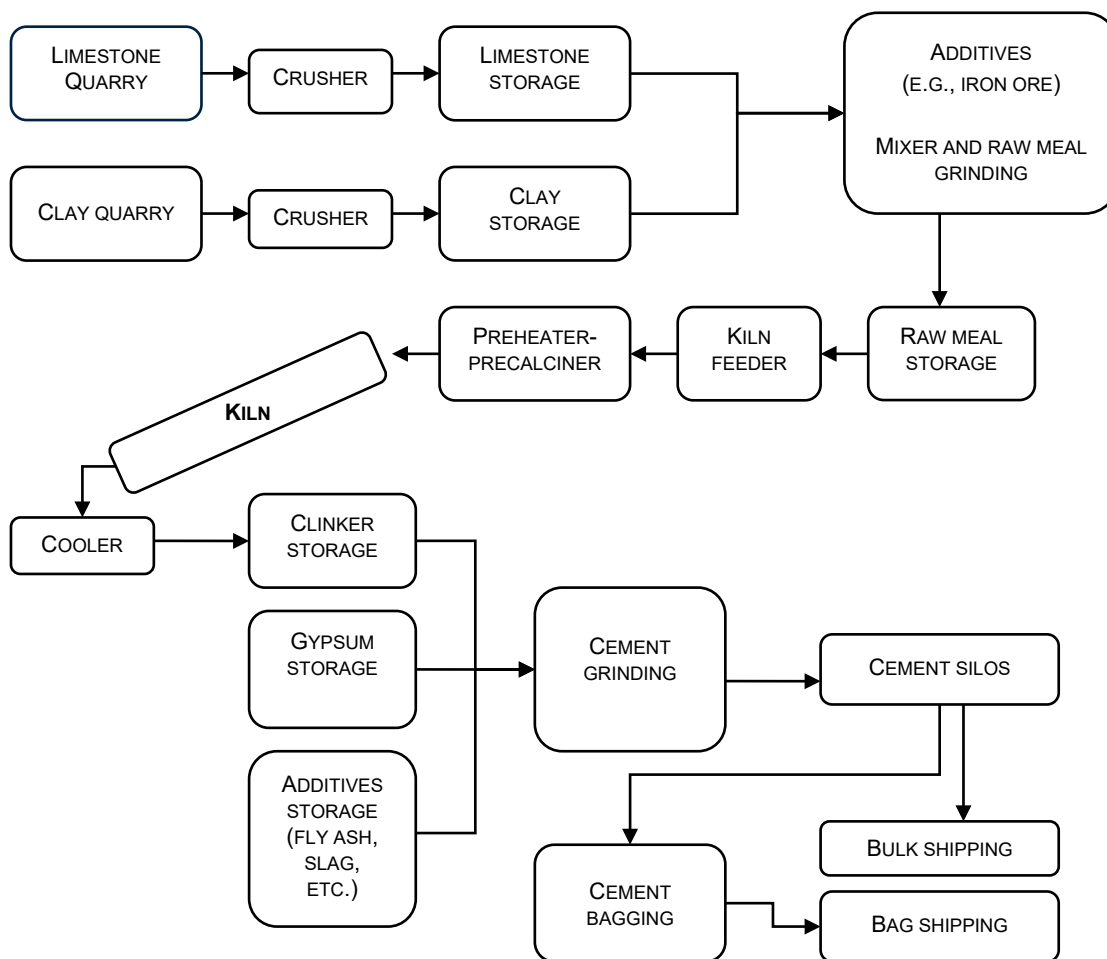 LIMESTONE
QUARRY
CRUSHER
LIMESTONE
STORAGE
ADDITIVES
(E.G., IRON ORE)
MIXER AND RAW MEAL
GRINDING
CLAY QUARRY
CRUSHER
CLAY
STORAGE
PREHEATER-
PRECALCINER
KILN
FEEDER
RAW MEAL
STORAGE
KILN
COOLER
CLINKER
STORAGE
GYPSUM
STORAGE
ADDITIVES
STORAGE
(FLY ASH,
SLAG,
ETC.)
CEMENT
GRINDING
CEMENT SILOS
BULK SHIPPING
CEMENT
BAGGING
BAG SHIPPING